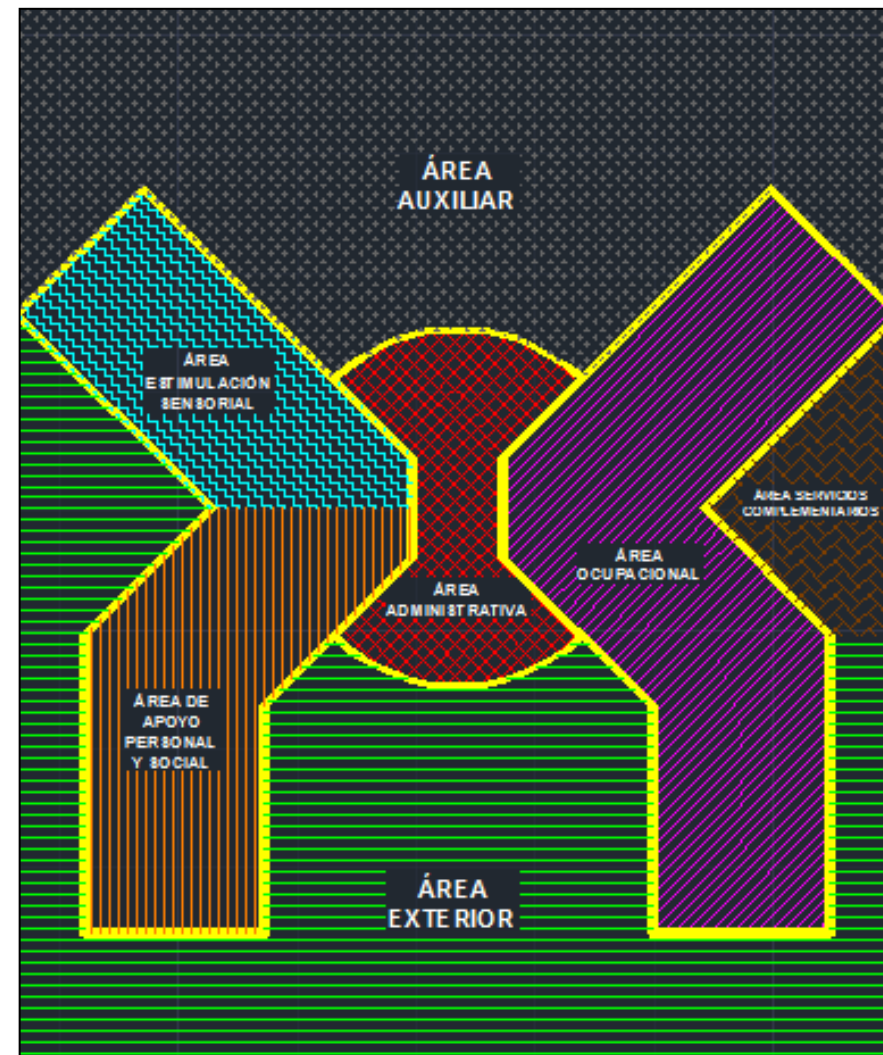 ÁREA
AUXILIAR
ÁREA
ESTIMULACIÓN
SENSORIAL
ÁREA SERVICIOS
COMPLEMENTARIOS
ÁREA
OCUPACIONAL
ÁREA
ADMINISTRATIVA
ÁREA DE
APOYO
PERSONAL
Y SOCIAL
ÁREA
EXTERIOR